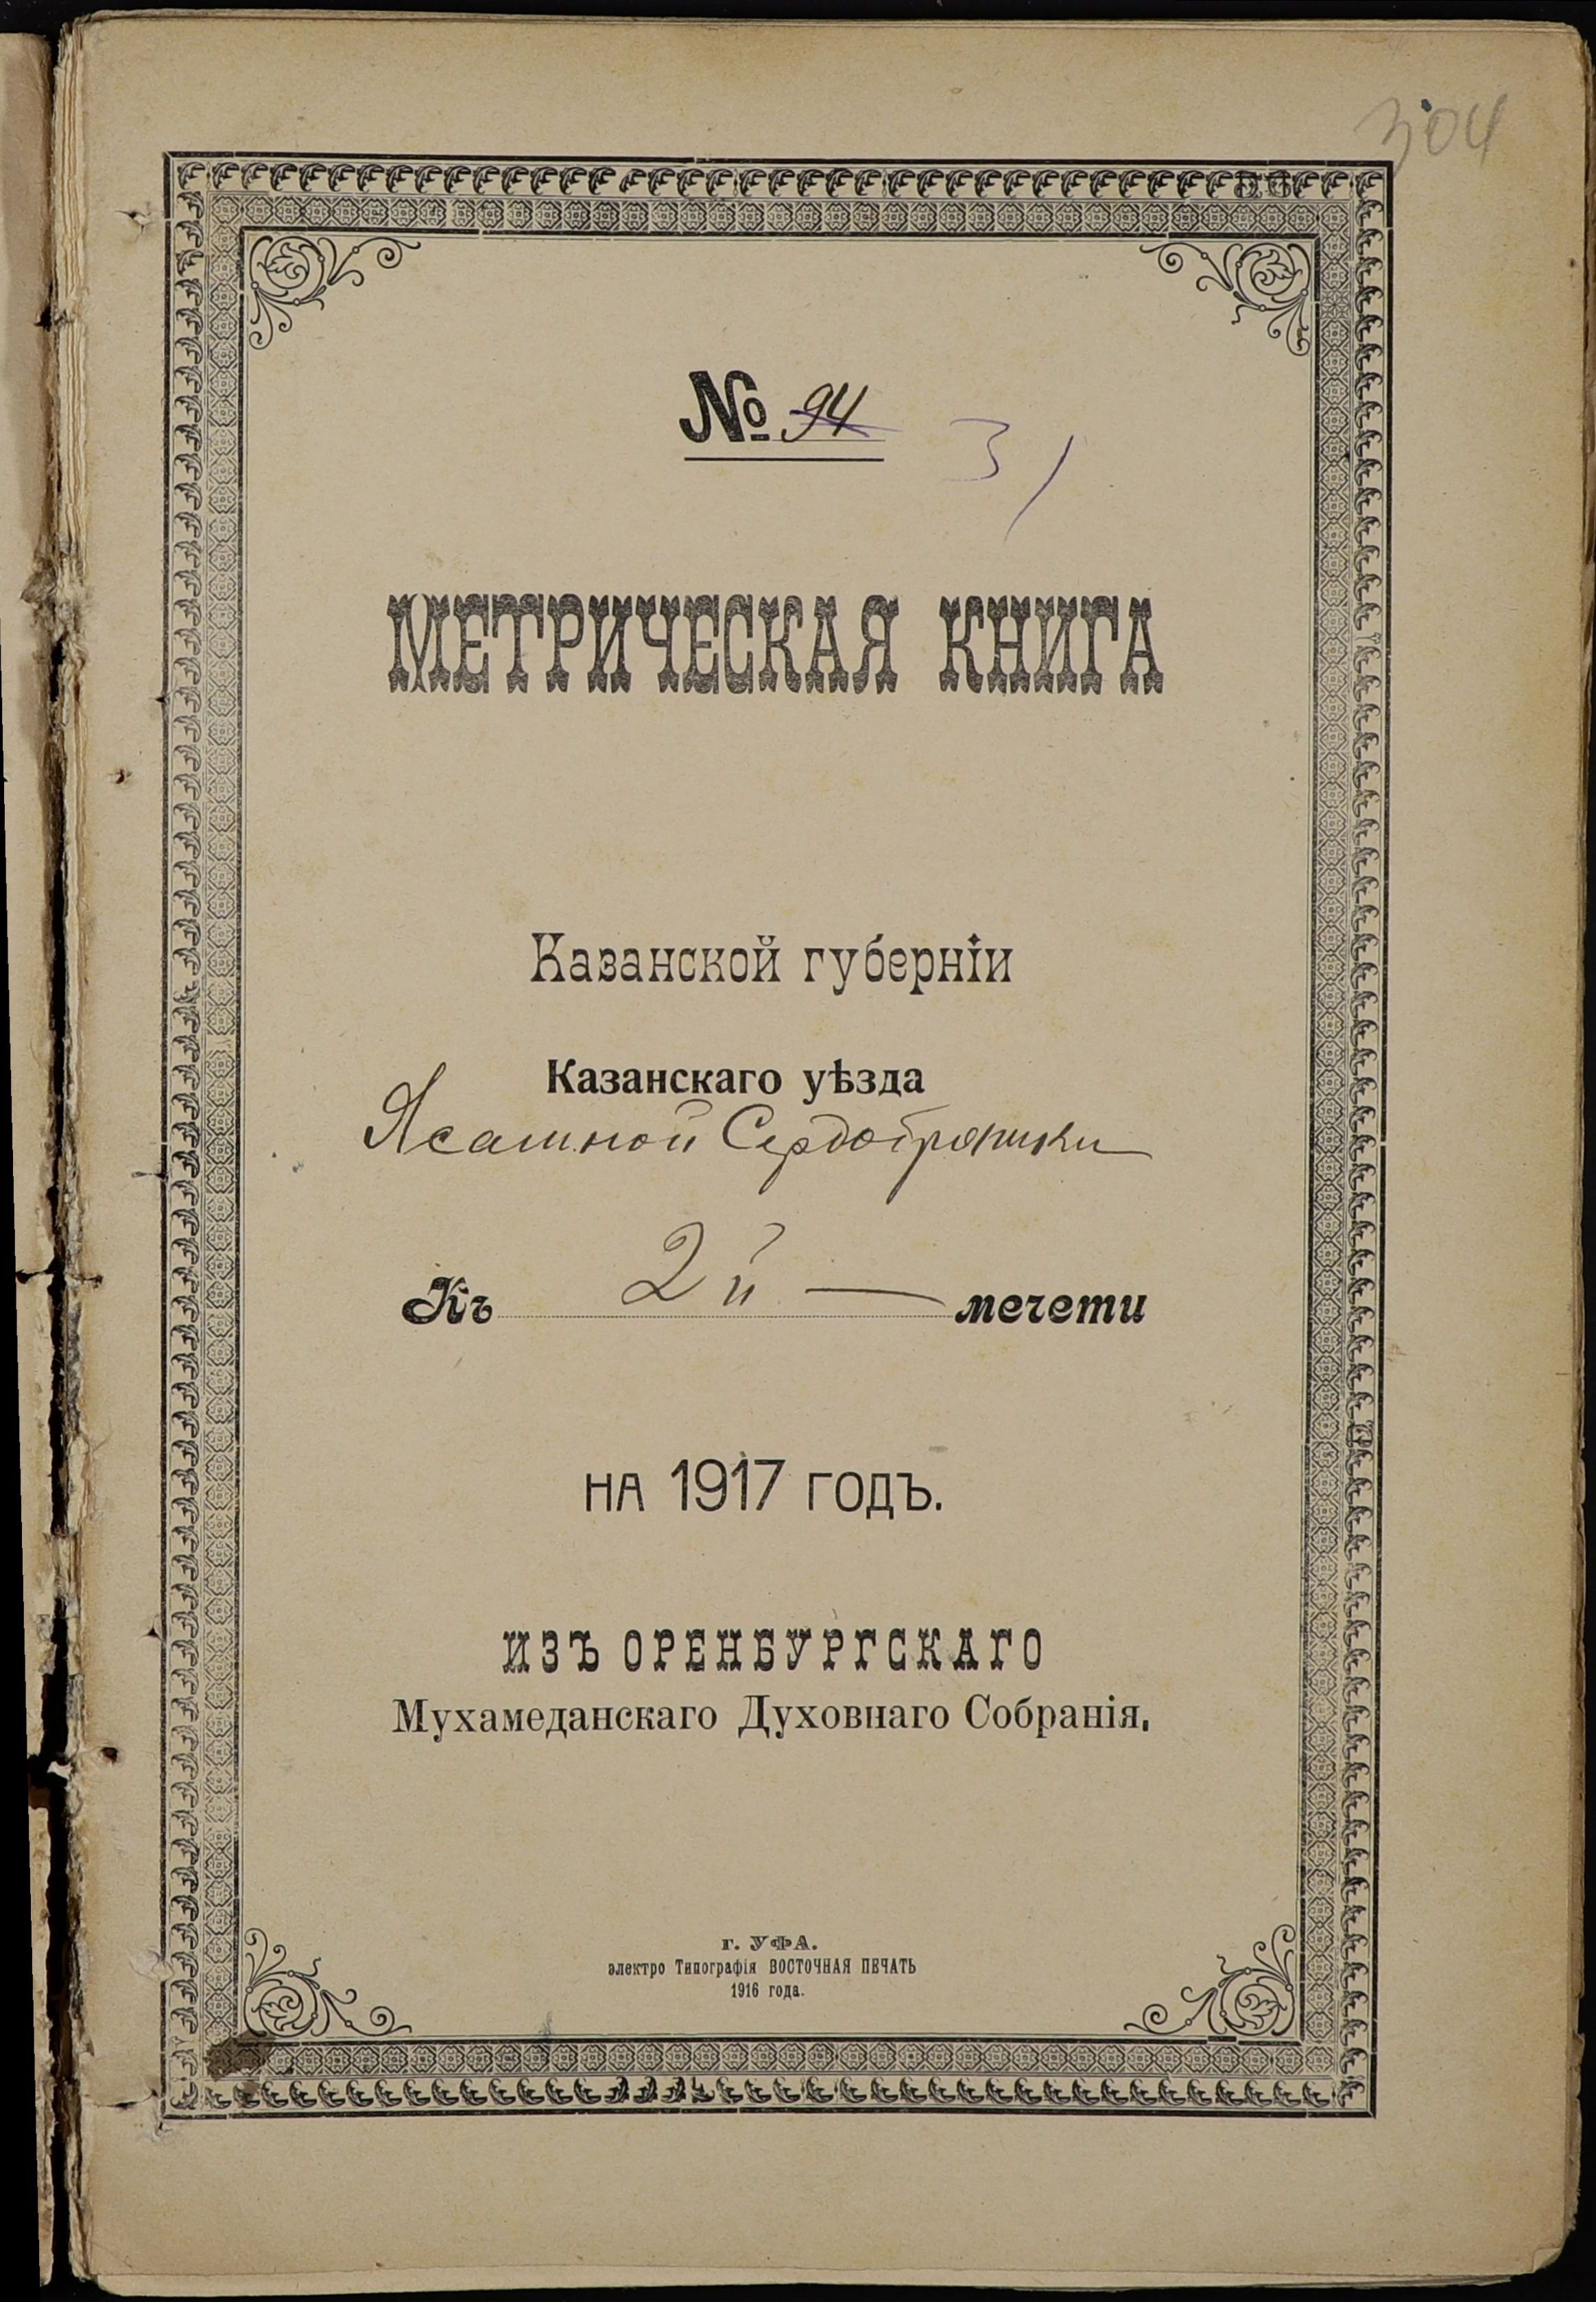 304
№ 94 31
МЕТРИЧЕСКАЯ КНИГА
Казанской губерніи
Казанскаго уѣзда
Ясашной Сердобряшки
Къ 2й — мечети
НА 1917 ГОДЪ.
ИЗЪ ОРЕНБУРГСКАГО
Мухамеданскаго Духовнаго Собранія.
г. УФА.
электро Типографія ВОСТОЧНАЯ ПЕЧАТЬ
1916 года.